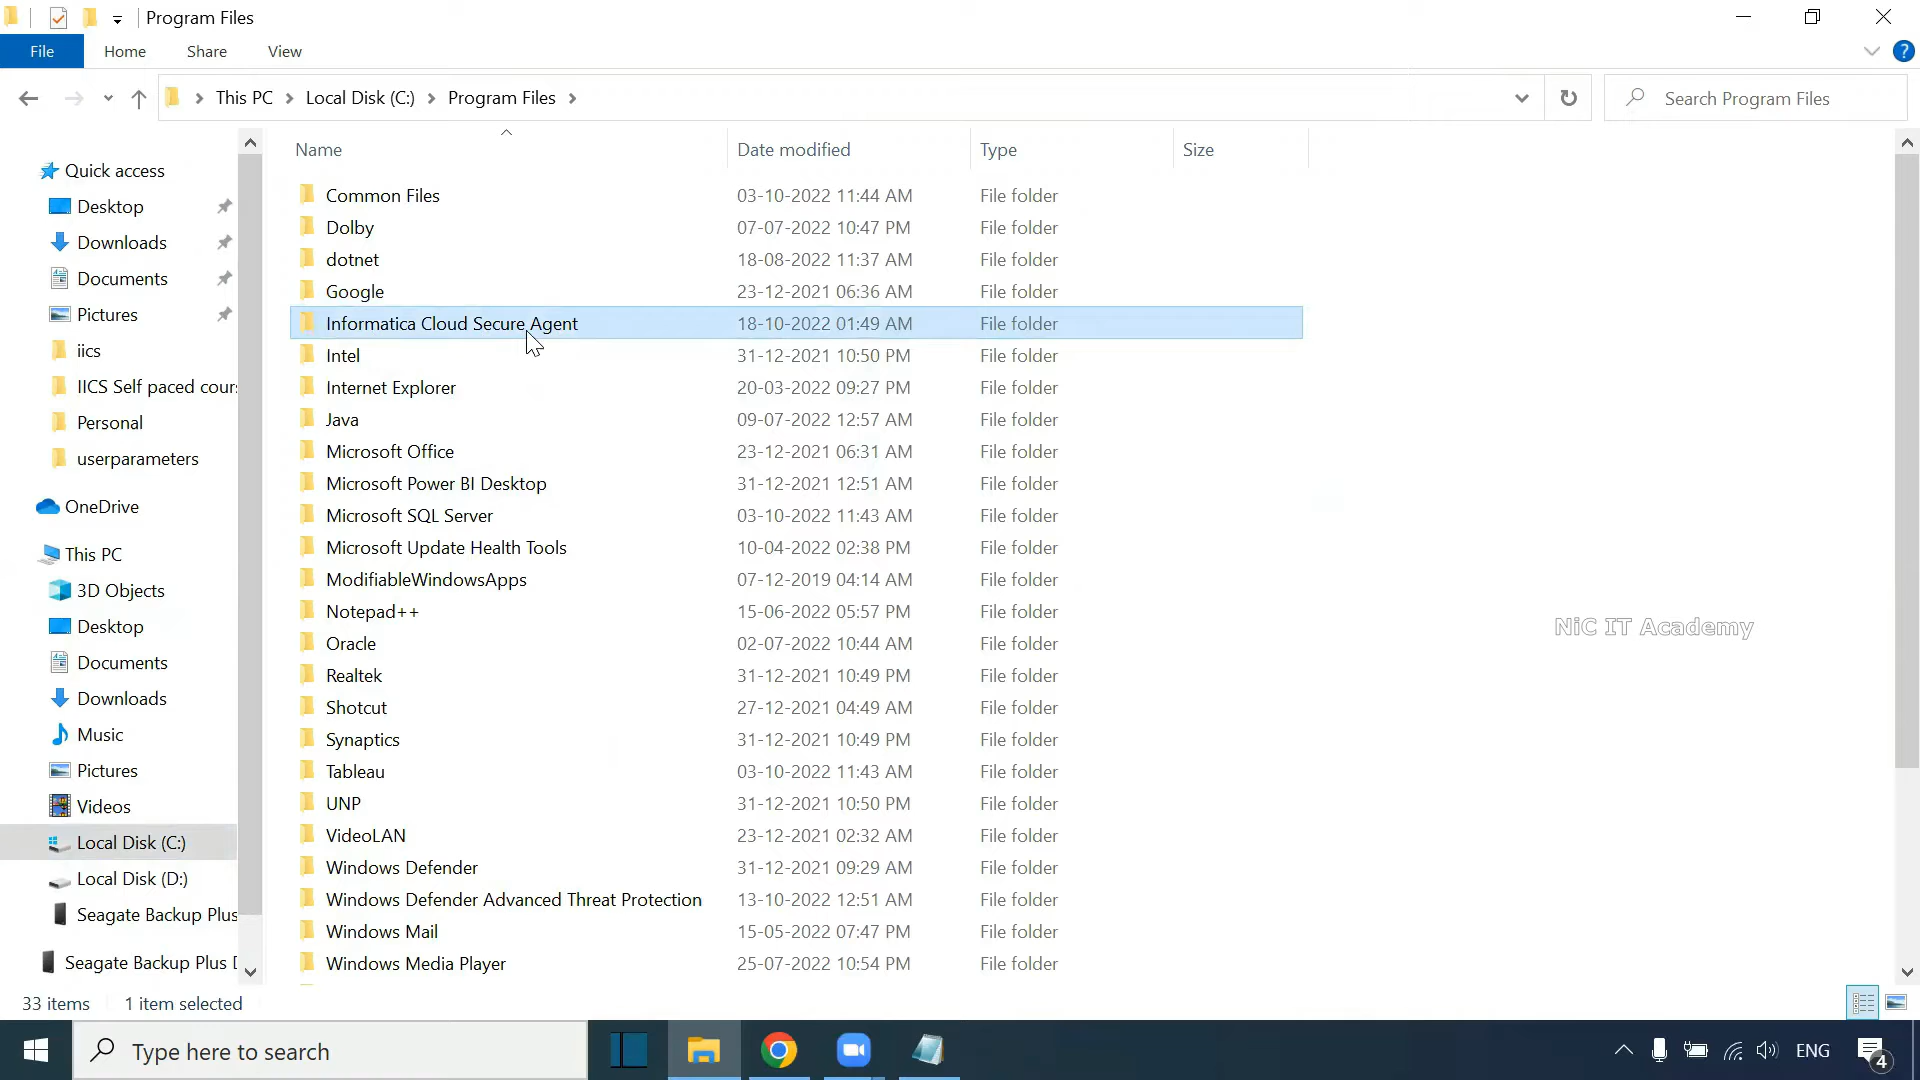 Program Files
File Home Share View
This PC Local Disk (C:) Program Files Search Program Files
Name Date modified Type Size
Quick access
Desktop
Downloads
Documents
Pictures
iics
IICS Self paced cour
Personal
userparameters
OneDrive
This PC
3D Objects
Desktop
Documents
Downloads
Music
Pictures
Videos
Local Disk (C:)
Local Disk (D:)
Seagate Backup Plus
Seagate Backup Plus D
Common Files 03-10-2022 11:44 AM File folder
Dolby 07-07-2022 10:47 PM File folder
dotnet 18-08-2022 11:37 AM File folder
Google 23-12-2021 06:36 AM File folder
Informatica Cloud Secure Agent 18-10-2022 01:49 AM File folder
Intel 31-12-2021 10:50 PM File folder
Internet Explorer 20-03-2022 09:27 PM File folder
Java 09-07-2022 12:57 AM File folder
Microsoft Office 23-12-2021 06:31 AM File folder
Microsoft Power BI Desktop 31-12-2021 12:51 AM File folder
Microsoft SQL Server 03-10-2022 11:43 AM File folder
Microsoft Update Health Tools 10-04-2022 02:38 PM File folder
ModifiableWindowsApps 07-12-2019 04:14 AM File folder
Notepad++ 15-06-2022 05:57 PM File folder
Oracle 02-07-2022 10:44 AM File folder
Realtek 31-12-2021 10:49 PM File folder
Shotcut 27-12-2021 04:49 AM File folder
Synaptics 31-12-2021 10:49 PM File folder
Tableau 03-10-2022 11:43 AM File folder
UNP 31-12-2021 10:50 PM File folder
VideoLAN 23-12-2021 02:32 AM File folder
Windows Defender 31-12-2021 09:29 AM File folder
Windows Defender Advanced Threat Protection 13-10-2022 12:51 AM File folder
Windows Mail 15-05-2022 07:47 PM File folder
Windows Media Player 25-07-2022 10:54 PM File folder
NiC IT Academy
33 items 1 item selected
Type here to search ENG 4